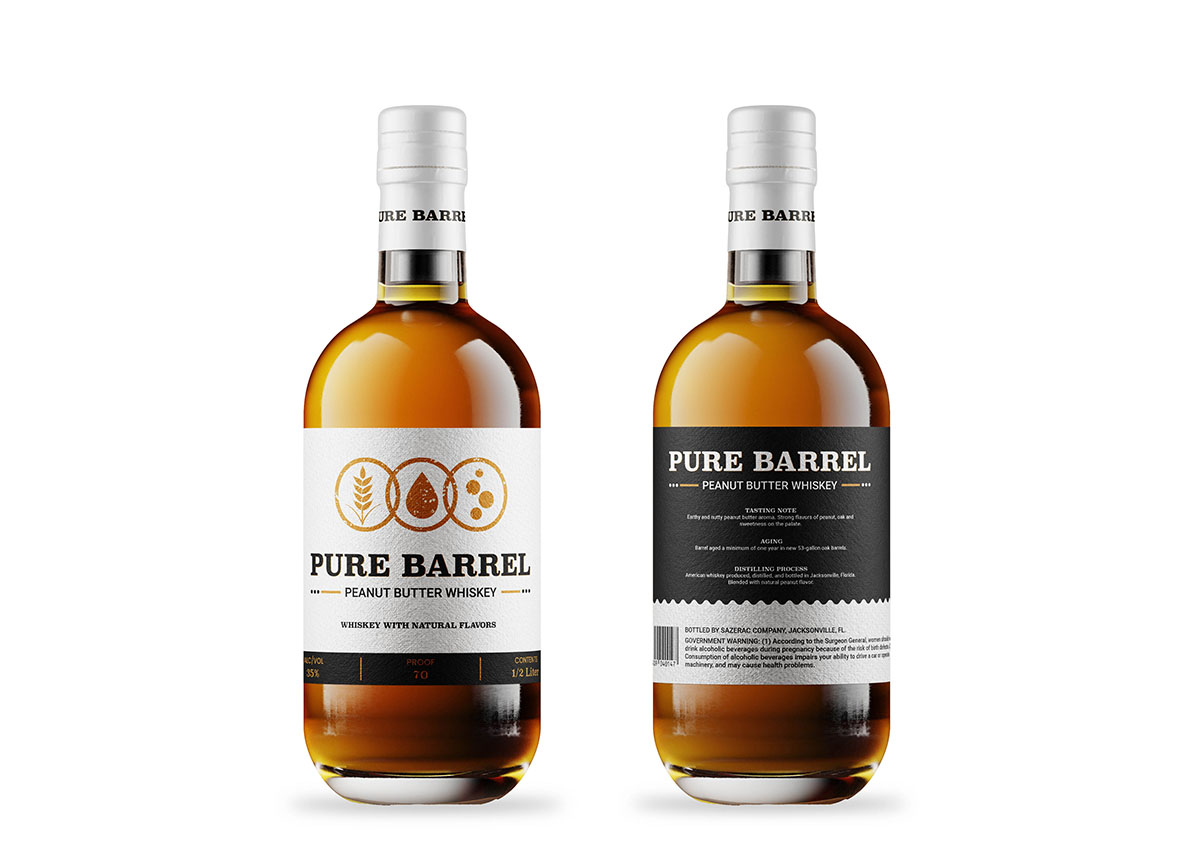 URE BARRE
PURE BARREL
PEANUT BUTTER WHISKEY
WHISKEY WITH NATURAL FLAVORS
ALC/VOL
35%
PROOF
70
CONTENTS
1/2 Liter
URE BARREL
PURE BARREL
PEANUT BUTTER WHISKEY
TASTING NOTE
Earthy and nutty peanut butter aroma. Strong flavors of peanut, oak and
sweetness on the palate.
AGING
Barrel aged a minimum of one year in new 53-gallon oak barrels.
DISTILLING PROCESS
American whiskey produced, distilled, and bottled in Jacksonville, Florida.
Blended with natural peanut flavor.
BOTTLED BY SAZERAC COMPANY, JACKSONVILLE, FL.
GOVERNMENT WARNING: (1) According to the Surgeon General, women should
drink alcoholic beverages during pregnancy because of the risk of birth defects.
Consumption of alcoholic beverages impairs your ability to drive a car or operate
machinery, and may cause health problems.